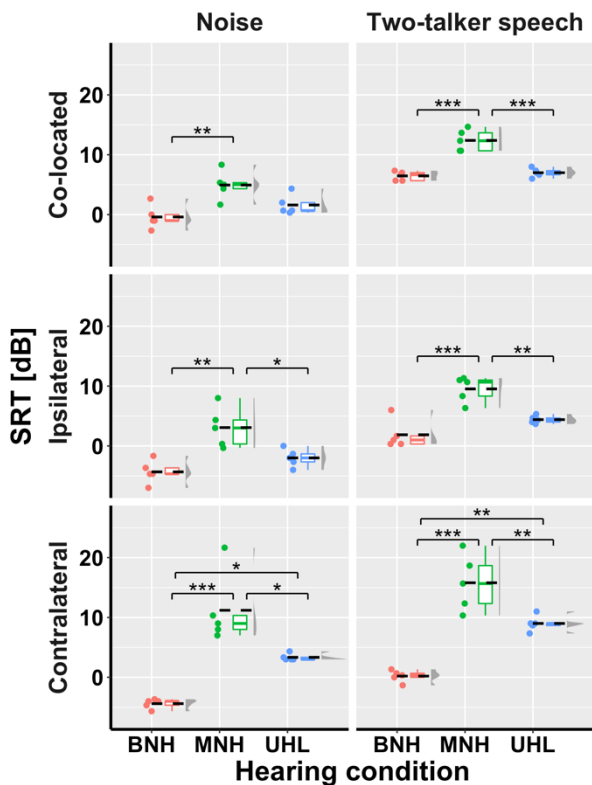 Noise Two-talker speech
Co-located
20
10
0
**
*** ***
Ipsilateral
20
10
0
** *
*** **
Contralateral
20
10
0
*
*** *
**
*** **
SRT [dB]
BNH MNH UHL BNH MNH UHL
Hearing condition